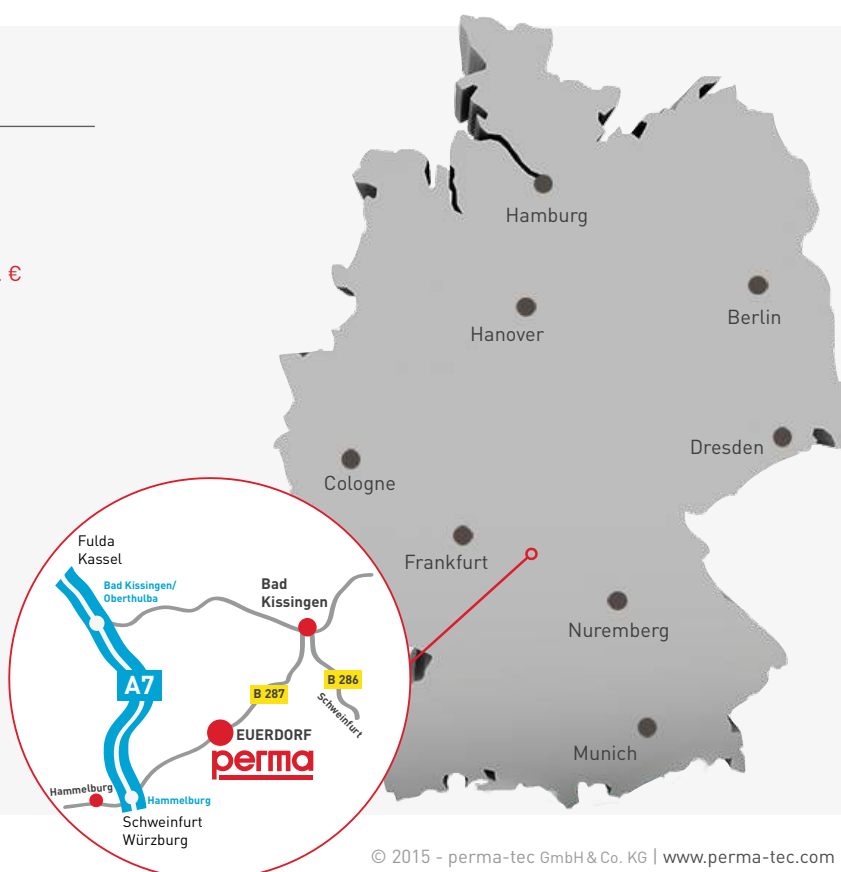 Hamburg
€
Berlin
Hanover
Dresden
Cologne
Fulda
Kassel
Frankfurt
Bad Kissingen/
Oberthulba
Bad
Kissingen
Nuremberg
A7
B 287
B 286
Schweinfurt
EUERDORF
perma
Munich
Hammelburg
Hammelburg
Schweinfurt
Würzburg
© 2015 - perma-tec GmbH & Co. KG | www.perma-tec.com